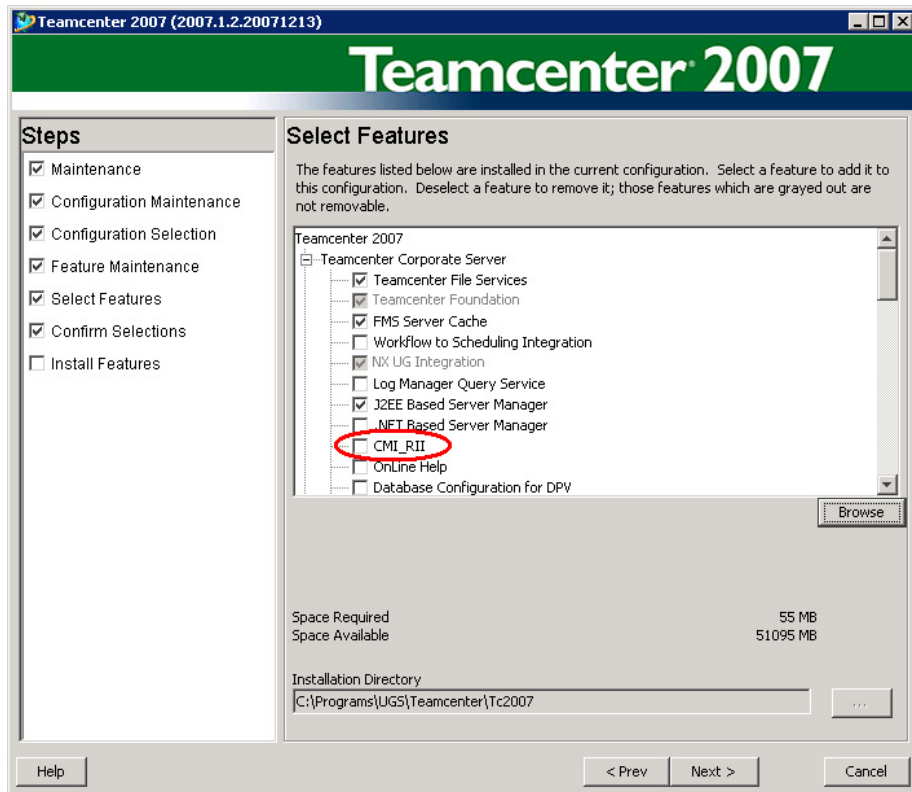 Teamcenter 2007 (2007.1.2.20071213)
Teamcenter® 2007
Steps
Maintenance
Configuration Maintenance
Configuration Selection
Feature Maintenance
Select Features
Confirm Selections
Install Features
Select Features
The features listed below are installed in the current configuration. Select a feature to add it to
this configuration. Deselect a feature to remove it; those features which are grayed out are
not removable.
Teamcenter 2007
Teamcenter Corporate Server
Teamcenter File Services
Teamcenter Foundation
FMS Server Cache
Workflow to Scheduling Integration
NX UG Integration
Log Manager Query Service
J2EE Based Server Manager
.NET Based Server Manager
CMI_RII
OnLine Help
Database Configuration for DPV
Browse
Space Required 55 MB
Space Available 51095 MB
Installation Directory
C:\Programs\UGS\Teamcenter\Tc2007
...
Help
< Prev
Next >
Cancel